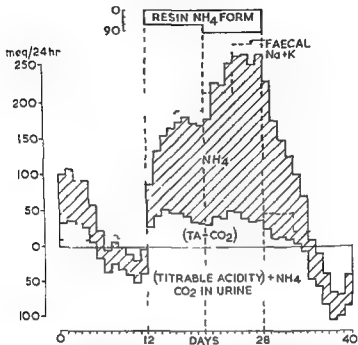 0
90
RESIN NH4 FORM
meq/24hr
FAECAL
Na+K
250
200
150
100
50
0
50
100
NH4
(TA-CO2)
(TITRABLE ACIDITY)+NH4
CO2 IN URINE
0
12
20
28
40
DAYS